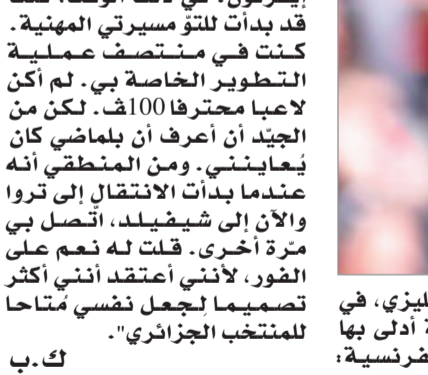 قد بدأت للتوّ مسيرتي المهنية.
كنت في منتصف عملية
التطوير الخاصة بي. لم أكن
لاعبا محترفا 100ڤ. لكن من
الجيّد أن أعرف أن بلماضي كان
يُعاينني. ومن المنطقي أنه
عندما بدأت الانتقال إلى تروا
والآن إلى شيفيلد، اتّصل بي
مرّة أخرى. قلت له نعم على
الفور، لأنني أعتقد أنني أكثر
تصميما لجعل نفسي مُتاحا
للمنتخب الجزائري".
ك.ب
ليزي، في
ة أدلى بها
فرنسية: